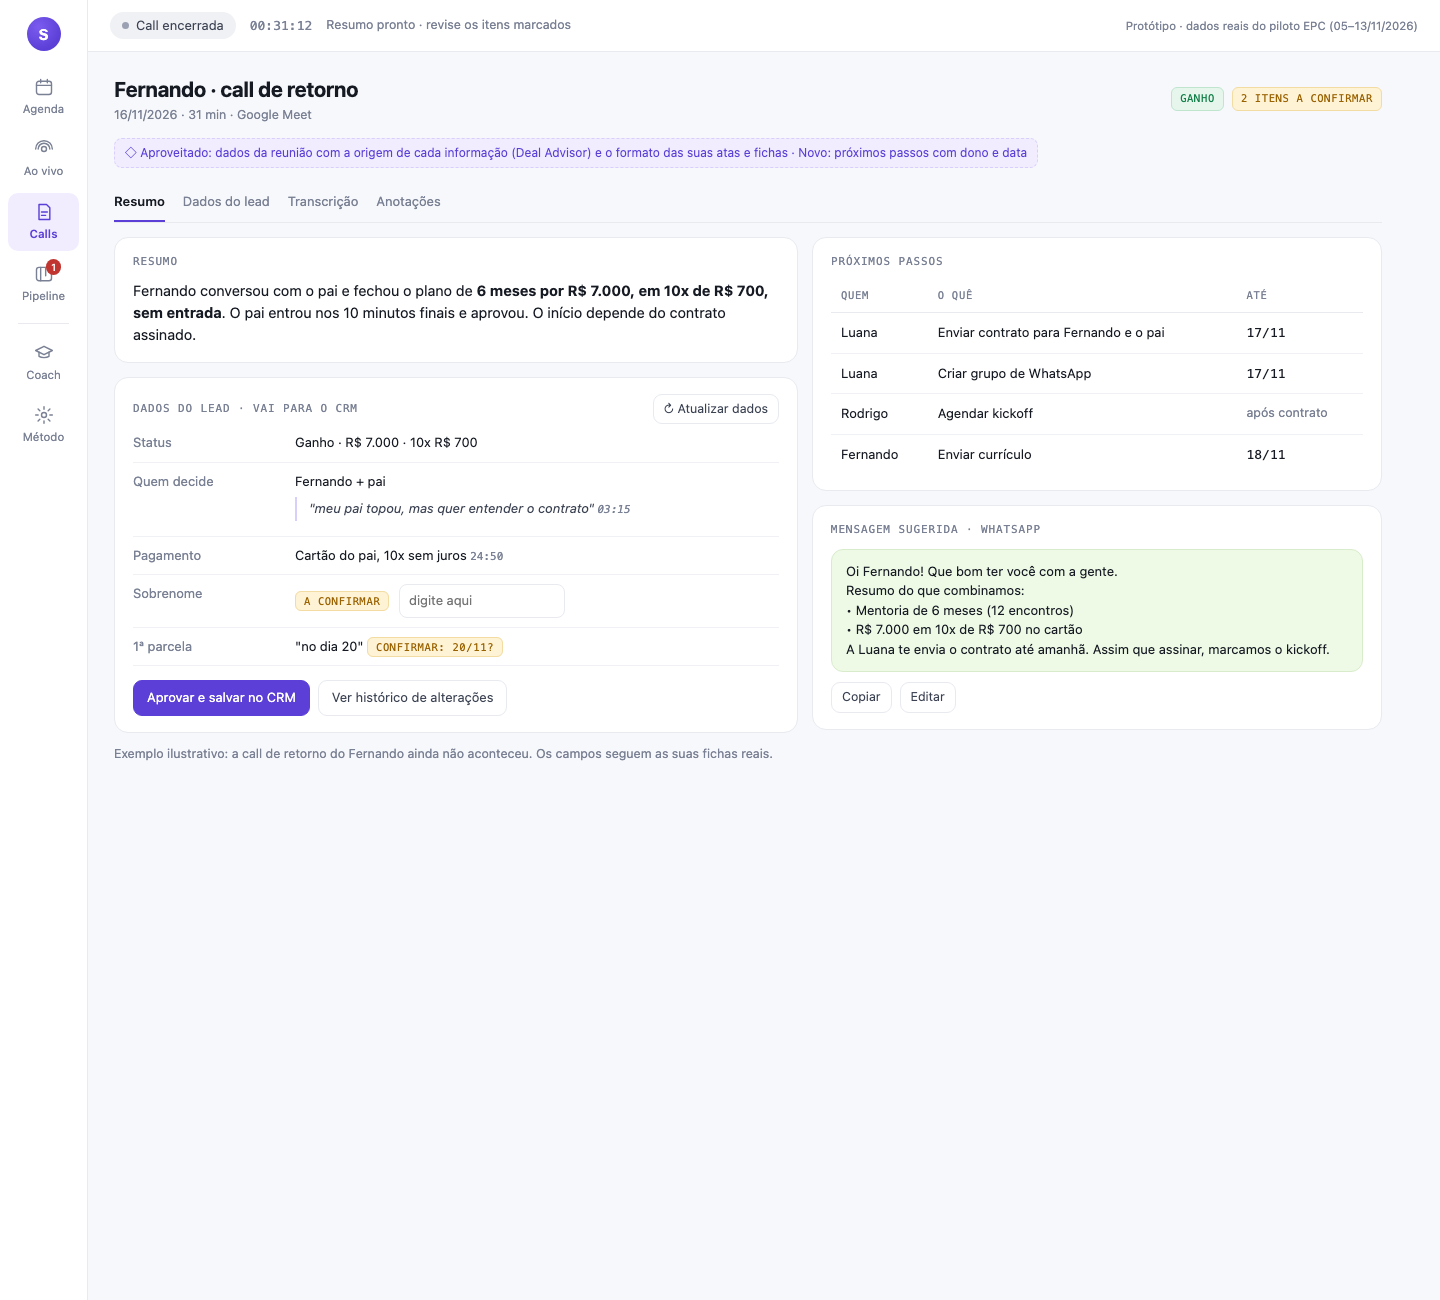 S
Agenda
Ao vivo
Calls
1
Pipeline
Coach
Método
Call encerrada
00:31:12
Resumo pronto · revise os itens marcados
Protótipo · dados reais do piloto EPC (05–13/11/2026)
Fernando · call de retorno
16/11/2026 · 31 min · Google Meet
GANHO
2 ITENS A CONFIRMAR
◇ Aproveitado: dados da reunião com a origem de cada informação (Deal Advisor) e o formato das suas atas e fichas · Novo: próximos passos com dono e data
Resumo
Dados do lead
Transcrição
Anotações
RESUMO
Fernando conversou com o pai e fechou o plano de 6 meses por R$ 7.000, em 10x de R$ 700,
sem entrada. O pai entrou nos 10 minutos finais e aprovou. O início depende do contrato
assinado.
DADOS DO LEAD · VAI PARA O CRM
↻ Atualizar dados
Status
Ganho · R$ 7.000 · 10x R$ 700
Quem decide
Fernando + pai
"meu pai topou, mas quer entender o contrato" 03:15
Pagamento
Cartão do pai, 10x sem juros 24:50
Sobrenome
A CONFIRMAR
digite aqui
1ª parcela
"no dia 20" CONFIRMAR: 20/11?
Aprovar e salvar no CRM
Ver histórico de alterações
Exemplo ilustrativo: a call de retorno do Fernando ainda não aconteceu. Os campos seguem as suas fichas reais.
PRÓXIMOS PASSOS
QUEM O QUÊ ATÉ
Luana Enviar contrato para Fernando e o pai 17/11
Luana Criar grupo de WhatsApp 17/11
Rodrigo Agendar kickoff após contrato
Fernando Enviar currículo 18/11
MENSAGEM SUGERIDA · WHATSAPP
Oi Fernando! Que bom ter você com a gente.
Resumo do que combinamos:
• Mentoria de 6 meses (12 encontros)
• R$ 7.000 em 10x de R$ 700 no cartão
A Luana te envia o contrato até amanhã. Assim que assinar, marcamos o kickoff.
Copiar
Editar